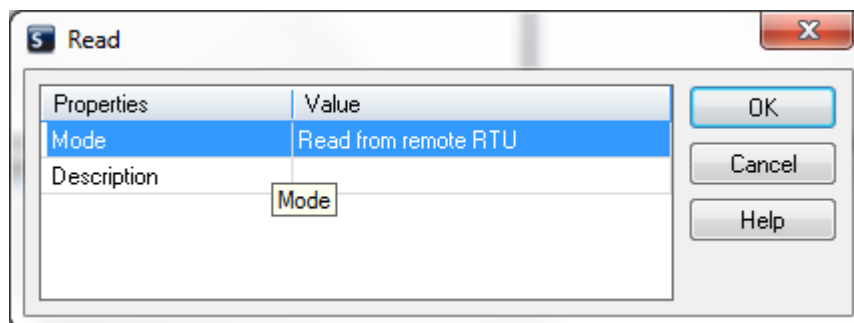 S Read
Properties Value OK
Mode Read from remote RTU
Description Cancel
Mode
Help